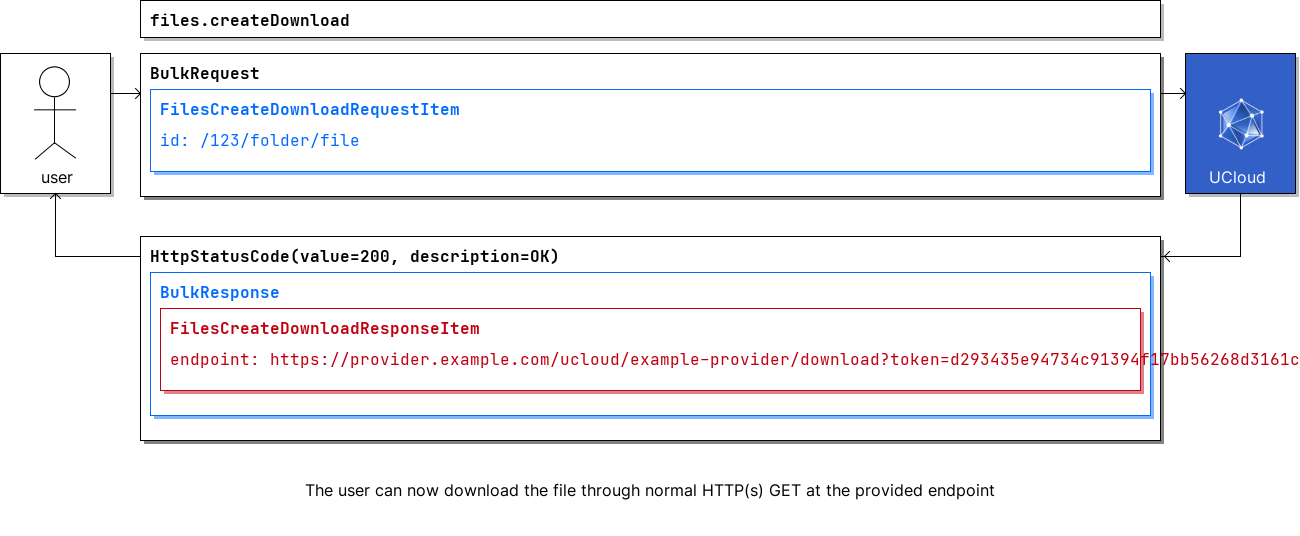 files.createDownload
BulkRequest
FilesCreateDownloadRequestItem
id: /123/folder/file
user
UCloud
HttpStatusCode(value=200, description=OK)
BulkResponse
FilesCreateDownloadResponseItem
endpoint: https://provider.example.com/ucloud/example-provider/download?token=d293435e94734c91394f17bb56268d3161c
The user can now download the file through normal HTTP(s) GET at the provided endpoint